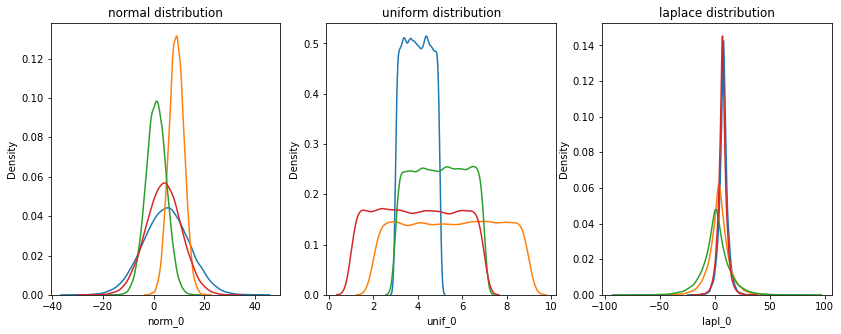 normal distribution
Density
0.12
0.10
0.08
0.06
0.04
0.02
0.00
−40 −20 0 20 40
norm_0
uniform distribution
Density
0.5
0.4
0.3
0.2
0.1
0.0
0 2 4 6 8 10
unif_0
laplace distribution
Density
0.14
0.12
0.10
0.08
0.06
0.04
0.02
0.00
−100 −50 0 50 100
lapl_0